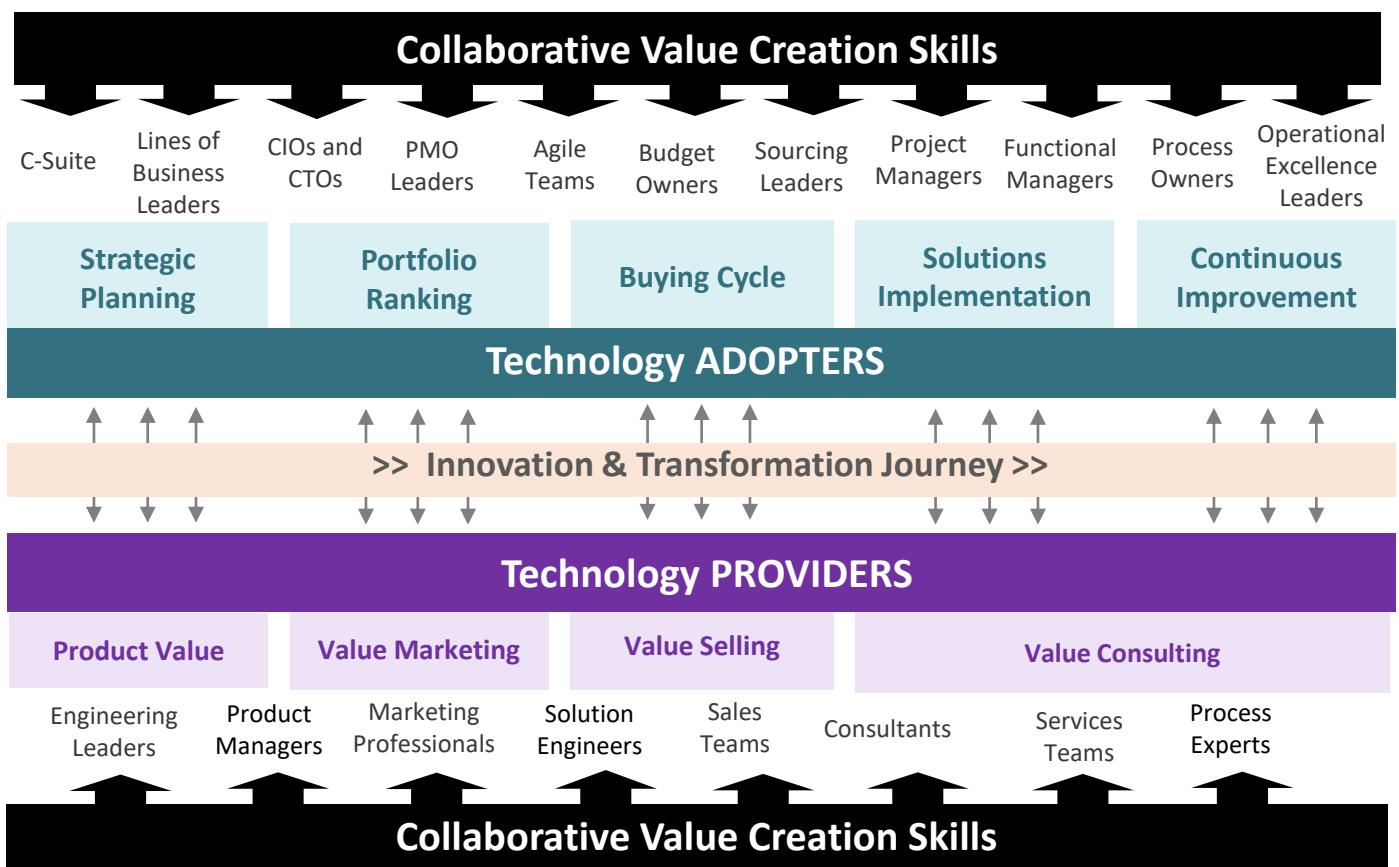 Collaborative Value Creation Skills
C-Suite
Lines of
Business
Leaders
CIOs and
CTOs
PMO
Leaders
Agile
Teams
Budget
Owners
Sourcing
Leaders
Project
Managers
Functional
Managers
Process
Owners
Operational
Excellence
Leaders
Strategic
Planning
Portfolio
Ranking
Buying Cycle
Solutions
Implementation
Continuous
Improvement
Technology ADOPTERS
>> Innovation & Transformation Journey >>
Technology PROVIDERS
Product Value
Value Marketing
Value Selling
Value Consulting
Engineering
Leaders
Product
Managers
Marketing
Professionals
Solution
Engineers
Sales
Teams
Consultants
Services
Teams
Process
Experts
Collaborative Value Creation Skills